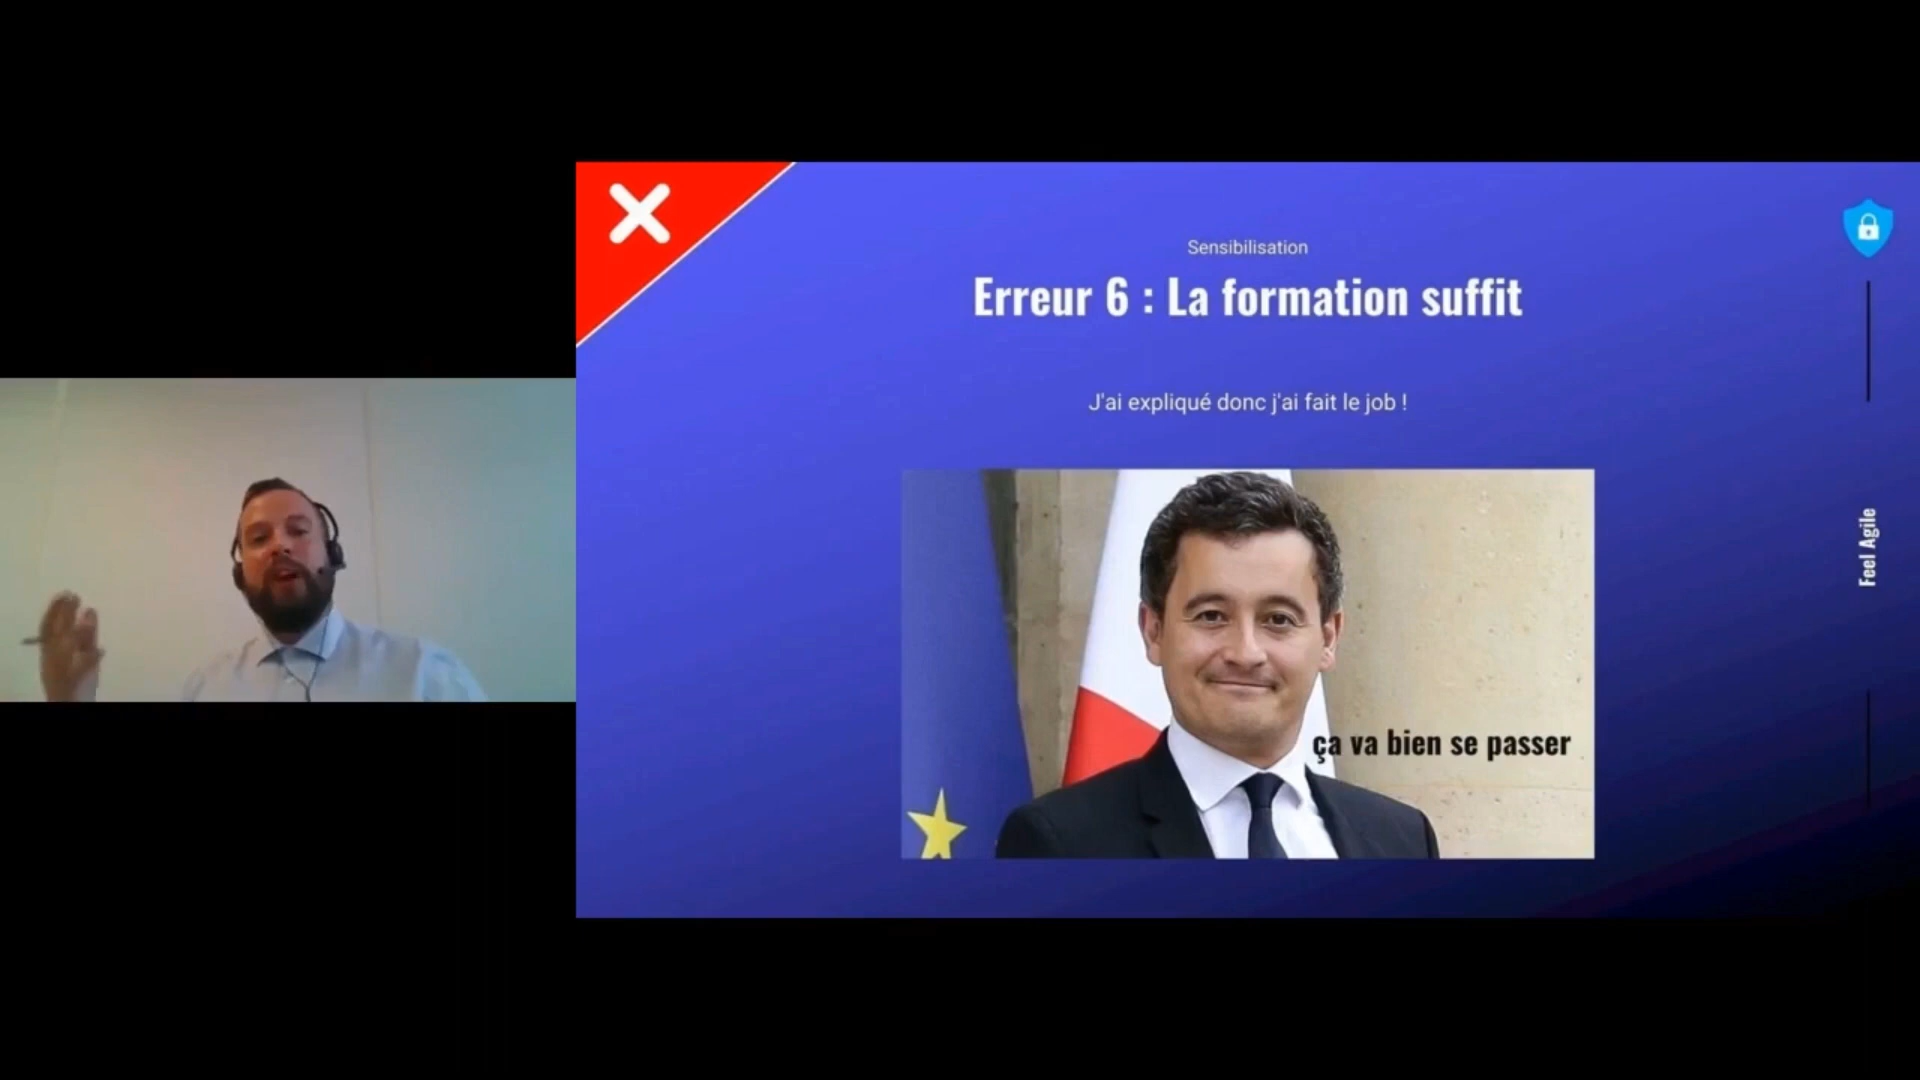 Sensibilisation
Erreur 6 : La formation suffit
J'ai expliqué donc j'ai fait le job !
ça va bien se passer
Feel Agile